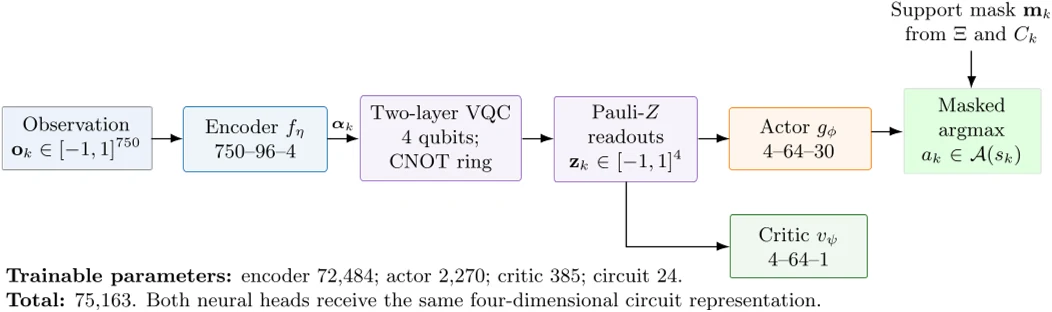 Support mask m_k
from Ξ and C_k
Observation
o_k ∈ [−1, 1]^750
Encoder f_η
750–96–4
α_k
Two-layer VQC
4 qubits;
CNOT ring
Pauli-Z
readouts
z_k ∈ [−1, 1]^4
Actor g_ϕ
4–64–30
Masked
argmax
a_k ∈ 𝒜(s_k)
Critic v_ψ
4–64–1
Trainable parameters: encoder 72,484; actor 2,270; critic 385; circuit 24.
Total: 75,163. Both neural heads receive the same four-dimensional circuit representation.